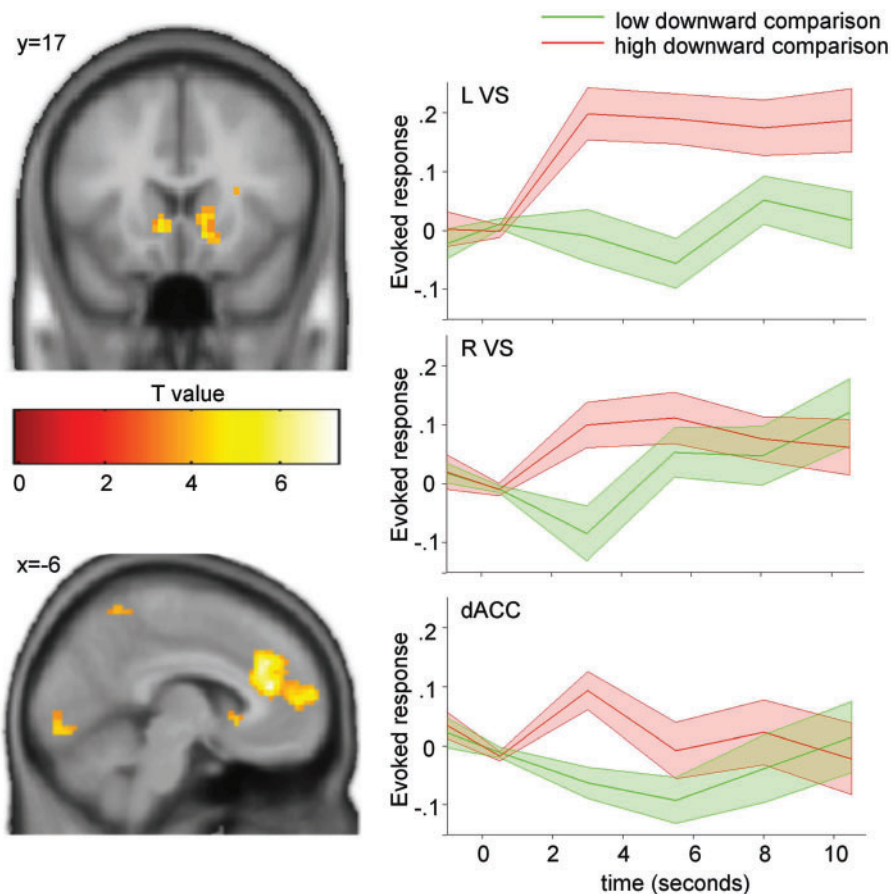 low downward comparison
high downward comparison
y=17
L VS
.2
.1
0
-.1
Evoked response
T value
0 2 4 6
R VS
.2
0.1
0
-.1
Evoked response
x=-6
dACC
.2
.1
0
-0.1
Evoked response
0 2 4 6 8 10
time (seconds)